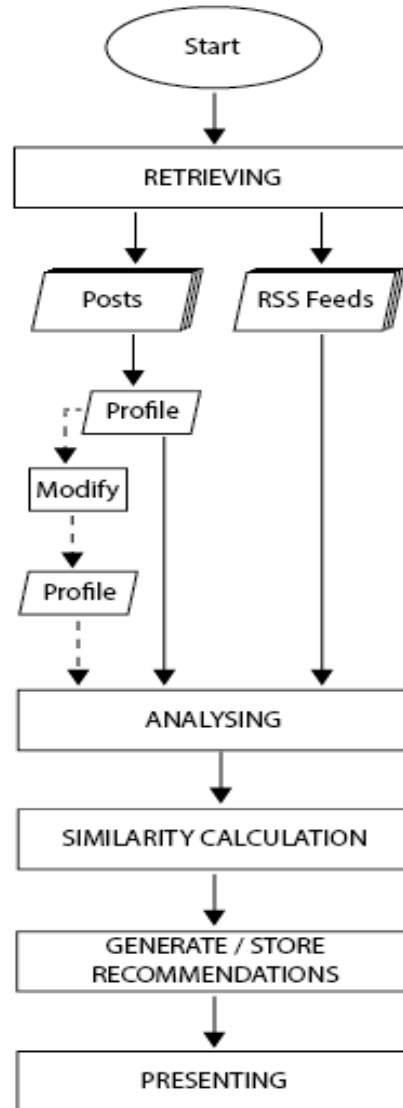 Start
RETRIEVING
Posts
RSS Feeds
Profile
Modify
Profile
ANALYSING
SIMILARITY CALCULATION
GENERATE / STORE
RECOMMENDATIONS
PRESENTING